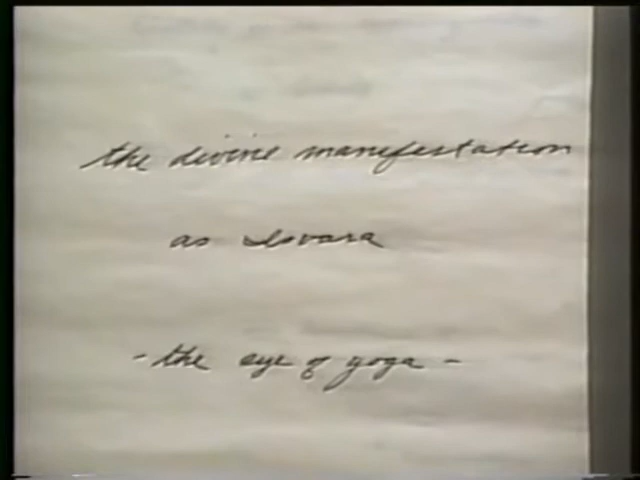 the divine manifestation
as Isvara
- the eye of yoga -